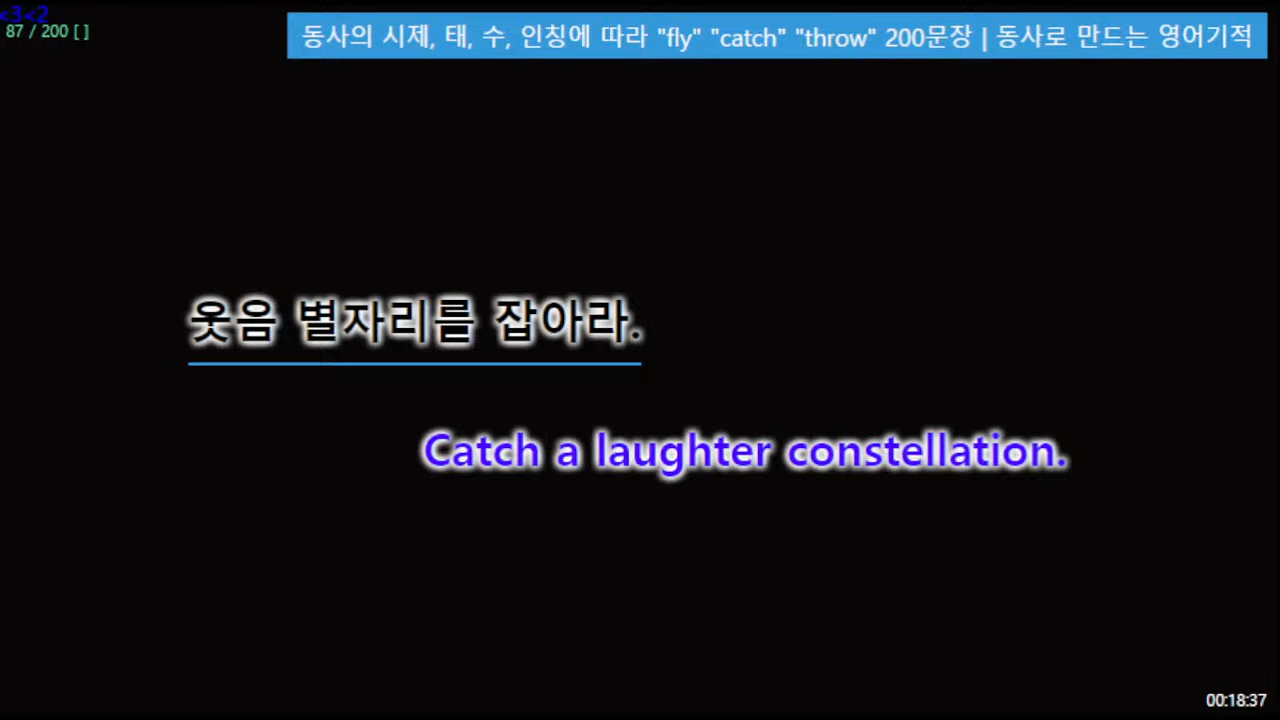 <3<2
87 / 200 [ ]
동사의 시제, 태, 수, 인칭에 따라 "fly" "catch" "throw" 200문장 | 동사로 만드는 영어기적
웃음 별자리를 잡아라.
Catch a laughter constellation.
00:18:37